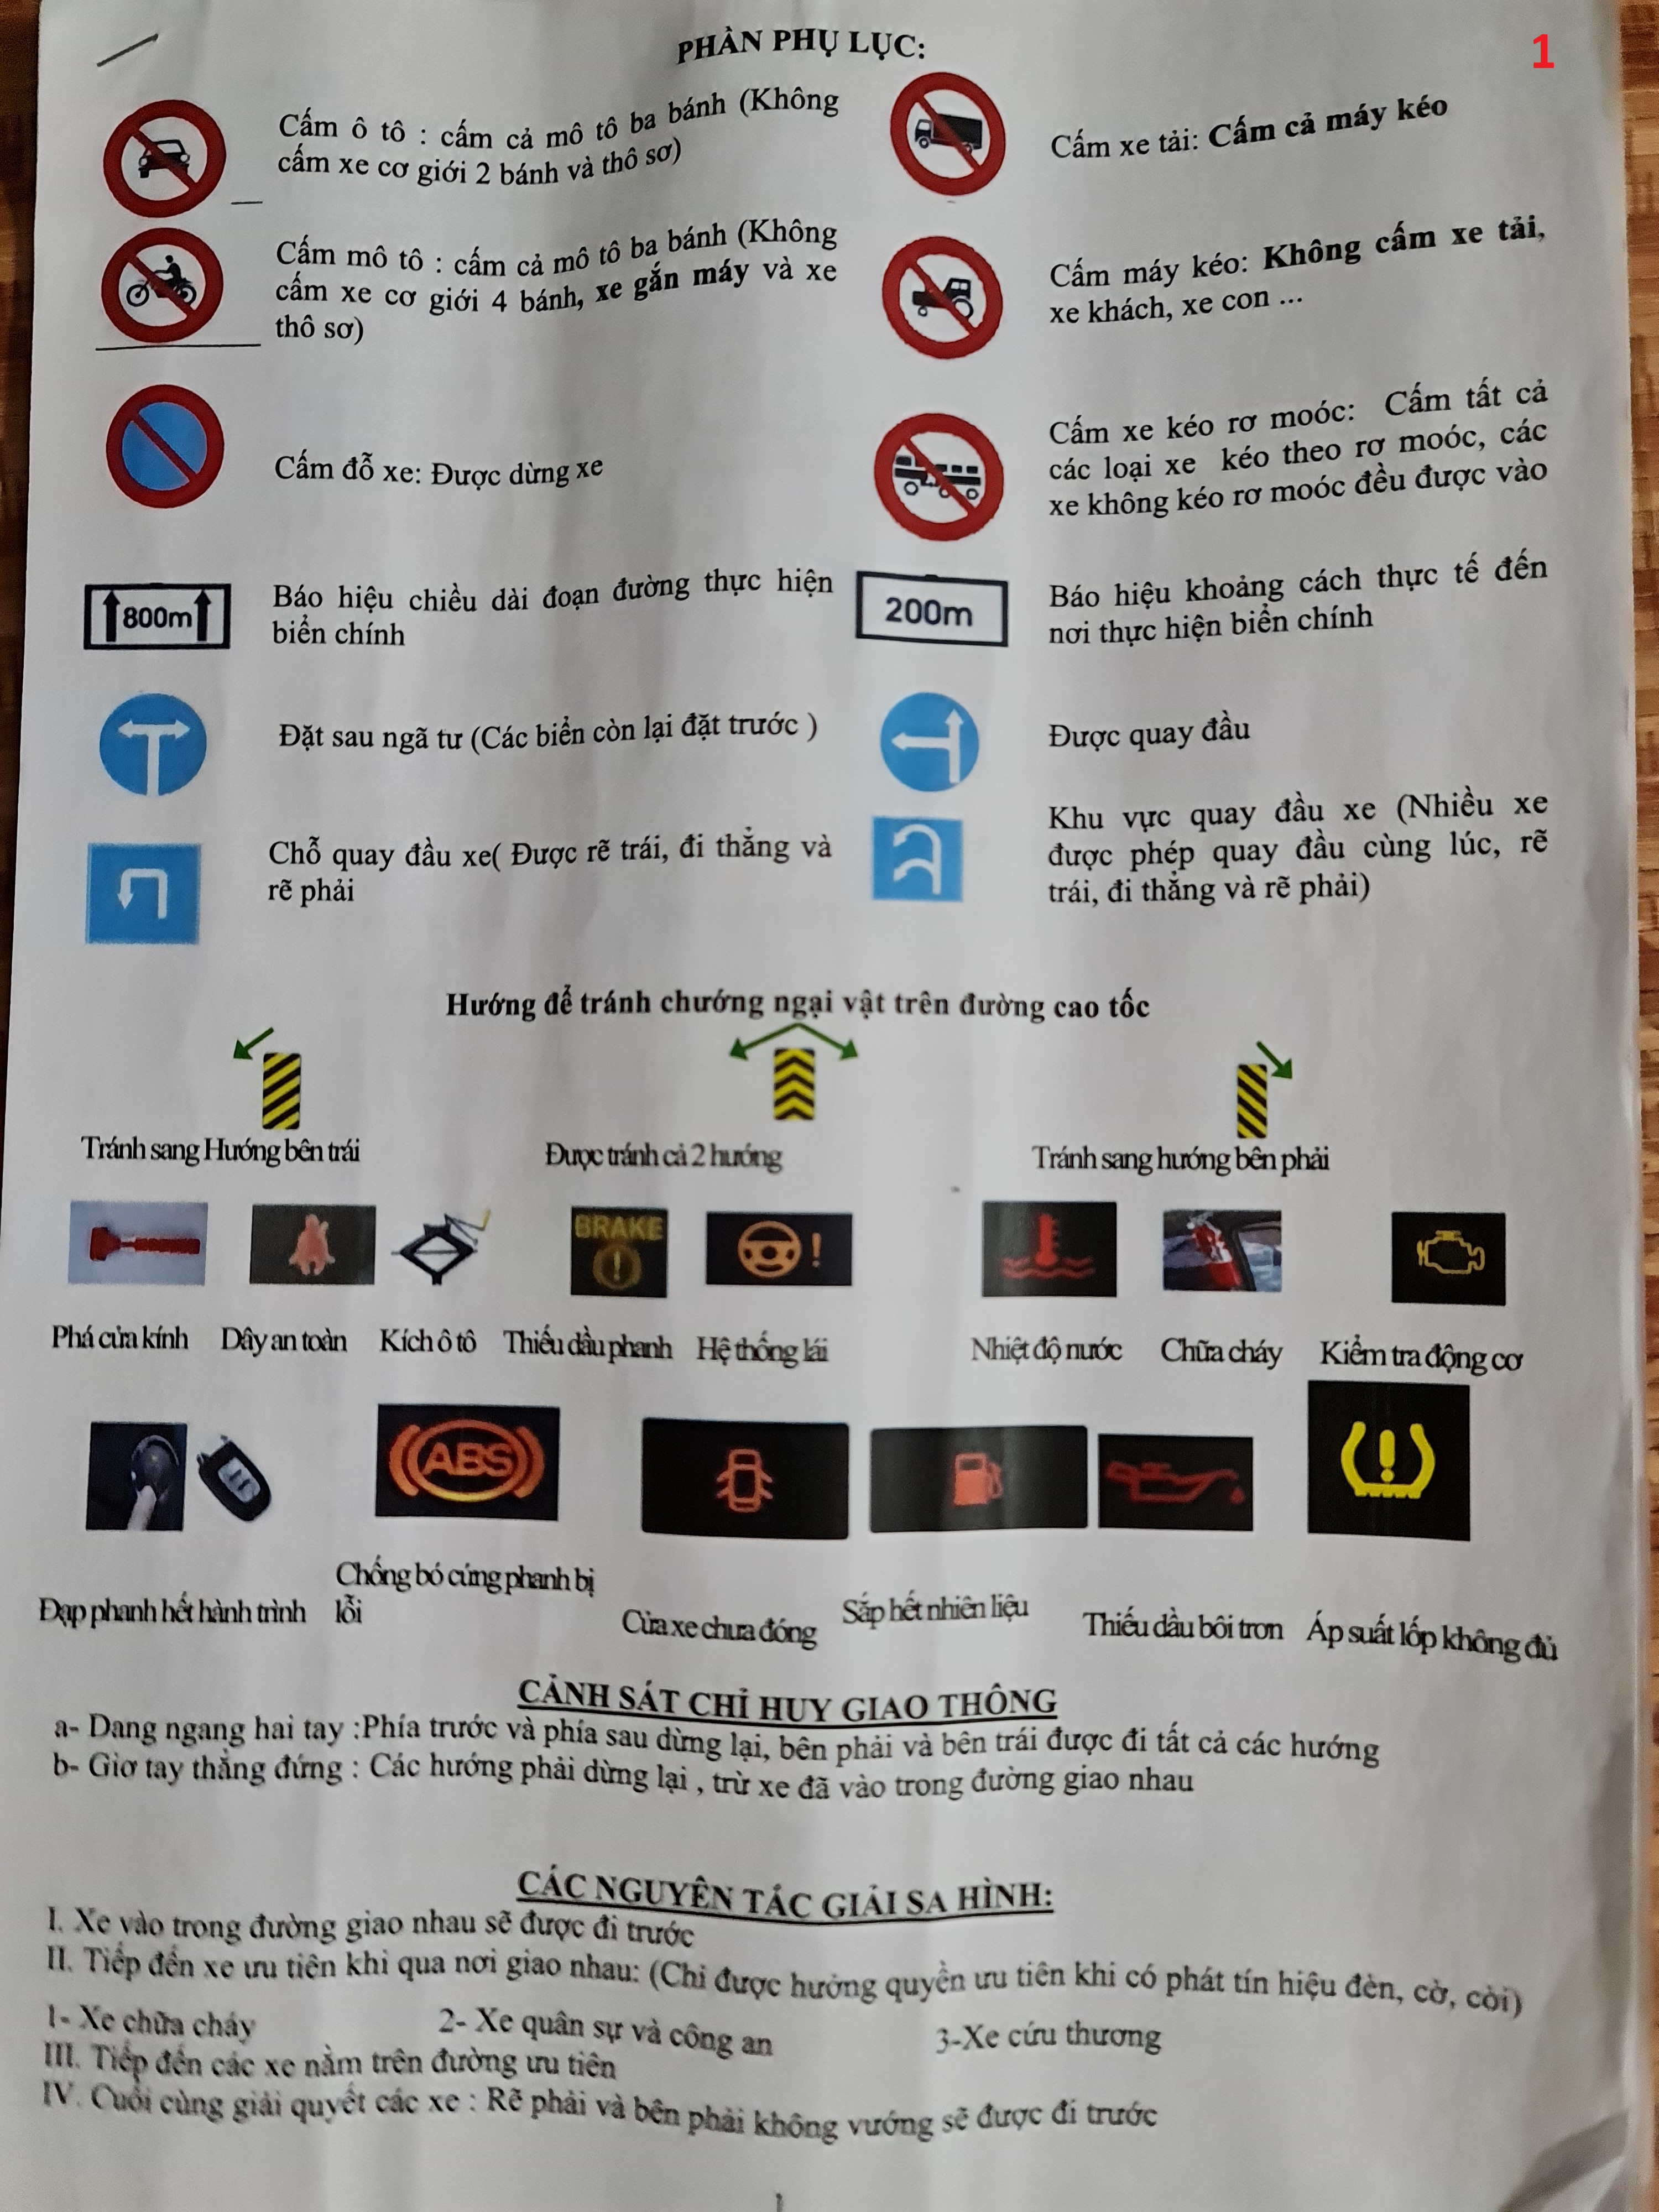 PHẦN PHỤ LỤC:
1
Cấm ô tô : cấm cả mô tô ba bánh (Không
cấm xe cơ giới 2 bánh và thô sơ)
Cấm xe tải: Cấm cả máy kéo
Cấm mô tô : cấm cả mô tô ba bánh (Không
cấm xe cơ giới 4 bánh, xe gắn máy và xe
thô sơ)
Cấm máy kéo: Không cấm xe tải,
xe khách, xe con ...
Cấm đỗ xe: Được dừng xe
Cấm xe kéo rơ moóc: Cấm tất cả
các loại xe kéo theo rơ moóc, các
xe không kéo rơ moóc đều được vào
800m
Báo hiệu chiều dài đoạn đường thực hiện
biển chính
200m
Báo hiệu khoảng cách thực tế đến
nơi thực hiện biển chính
Đặt sau ngã tư (Các biển còn lại đặt trước )
Được quay đầu
Chỗ quay đầu xe( Được rẽ trái, đi thẳng và
rẽ phải
Khu vực quay đầu xe (Nhiều xe
được phép quay đầu cùng lúc, rẽ
trái, đi thẳng và rẽ phải)
Hướng để tránh chướng ngại vật trên đường cao tốc
Tránh sang Hướng bên trái
Được tránh cả 2 hướng
Tránh sang hướng bên phải
BRAKE
Phá cửa kính
Dây an toàn
Kích ô tô
Thiếu dầu phanh
Hệ thống lái
Nhiệt độ nước
Chữa cháy
Kiểm tra động cơ
ABS
Đạp phanh hết hành trình
Chống bó cứng phanh bị
lỗi
Cửa xe chưa đóng
Sắp hết nhiên liệu
Thiếu dầu bôi trơn
Áp suất lốp không đủ
CẢNH SÁT CHỈ HUY GIAO THÔNG
a- Dang ngang hai tay :Phía trước và phía sau dừng lại, bên phải và bên trái được đi tất cả các hướng
b- Giơ tay thẳng đứng : Các hướng phải dừng lại , trừ xe đã vào trong đường giao nhau
CÁC NGUYÊN TẮC GIẢI SA HÌNH:
I. Xe vào trong đường giao nhau sẽ được đi trước
II. Tiếp đến xe ưu tiên khi qua nơi giao nhau: (Chỉ được hưởng quyền ưu tiên khi có phát tín hiệu đèn, cờ, còi)
1- Xe chữa cháy
2- Xe quân sự và công an
3-Xe cứu thương
III. Tiếp đến các xe nằm trên đường ưu tiên
IV. Cuối cùng giải quyết các xe : Rẽ phải và bên phải không vướng sẽ được đi trước